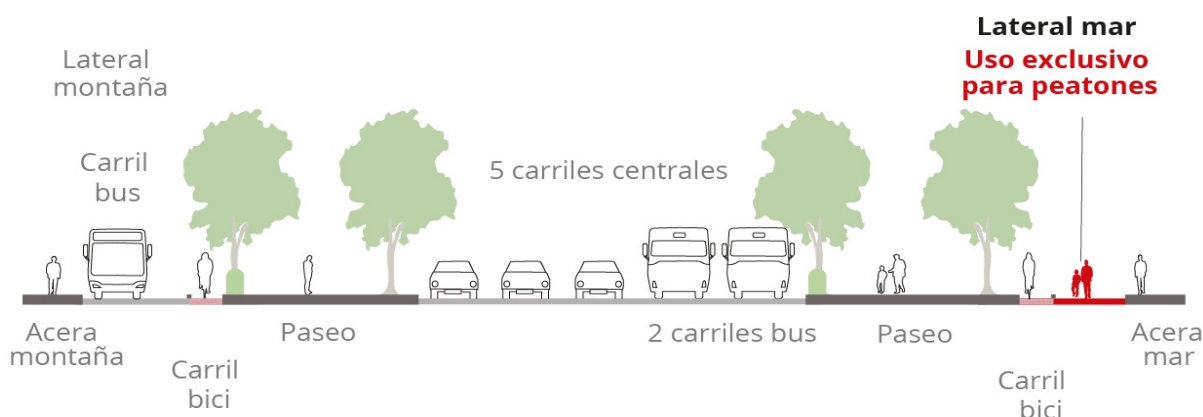 Lateral mar
Uso exclusivo
para peatones
Lateral
montaña
Carril
bus
5 carriles centrales
Acera
montaña
Carril
bici
Paseo
2 carriles bus
Paseo
Carril
bici
Acera
mar